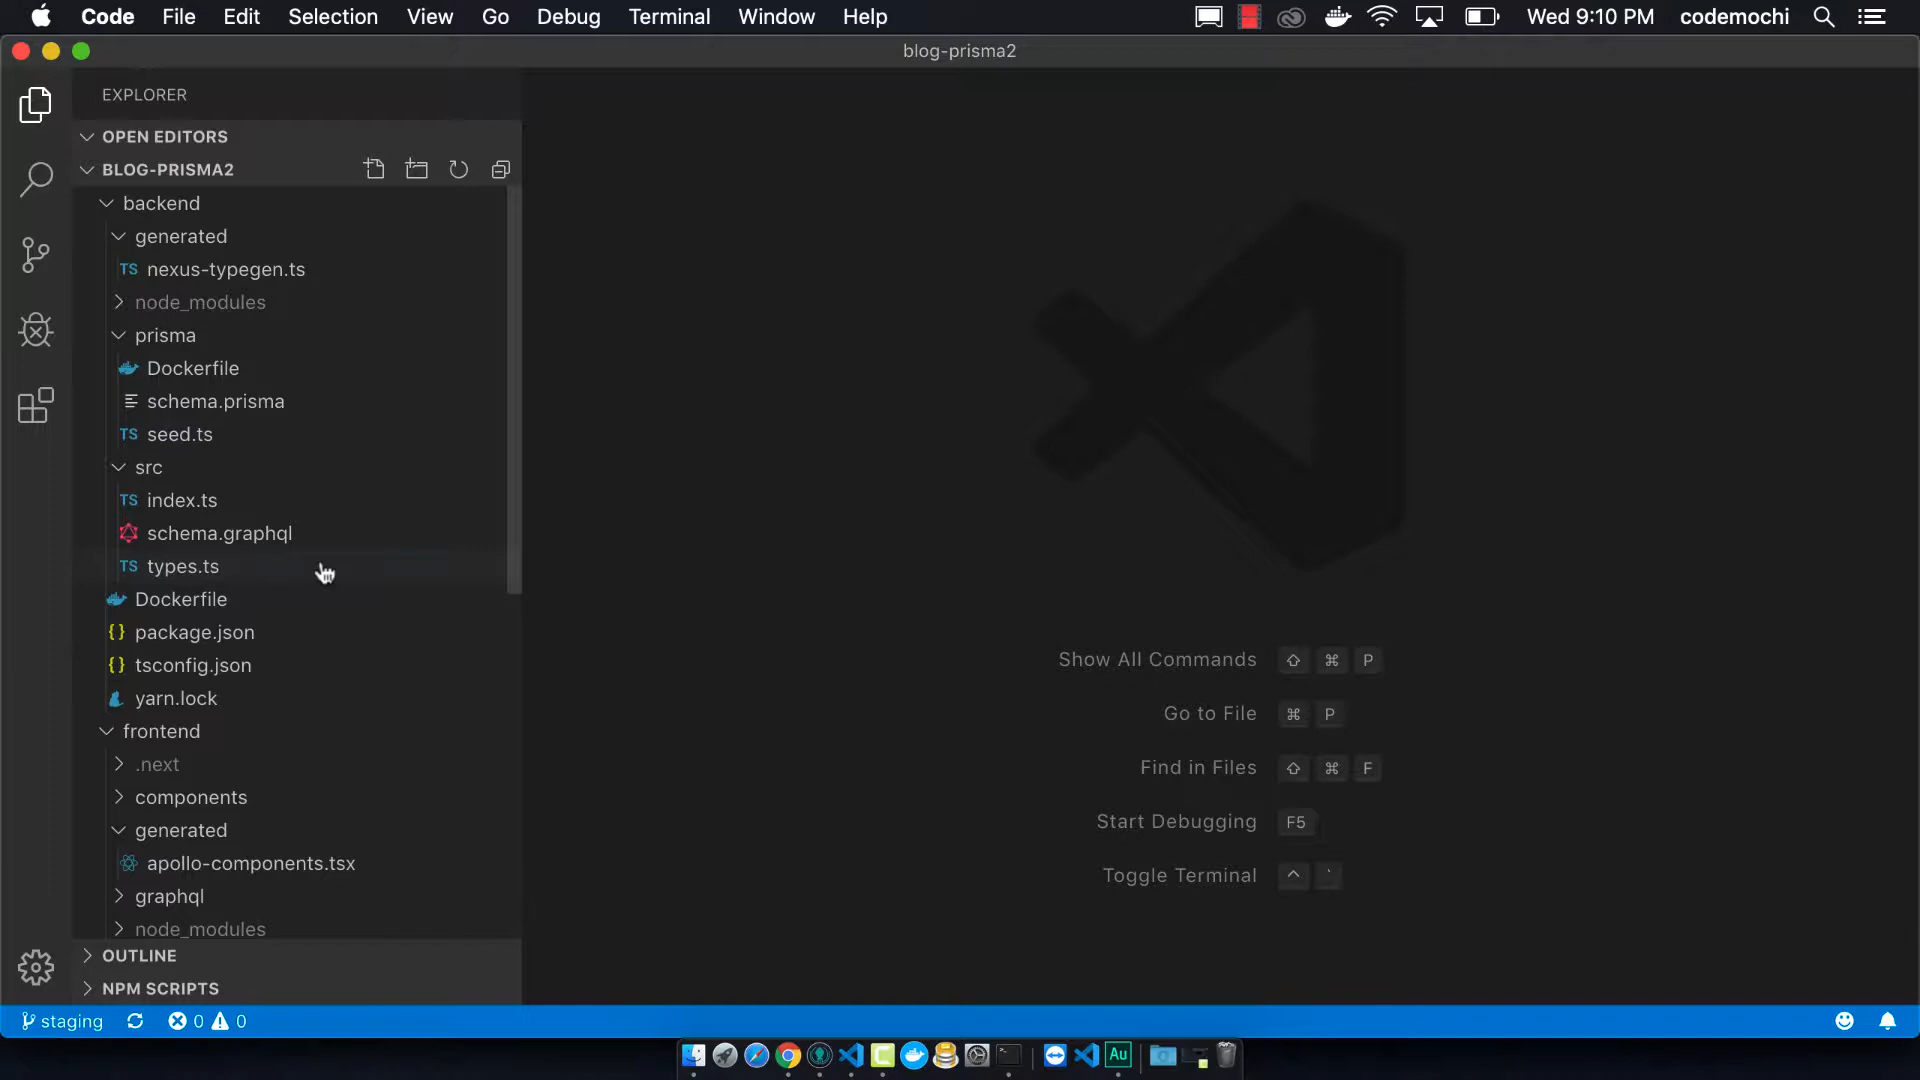 Code File Edit Selection View Go Debug Terminal Window Help Wed 9:10 PM codemochi
blog-prisma2
EXPLORER
OPEN EDITORS
BLOG-PRISMA2
backend
generated
TS nexus-typegen.ts
node_modules
prisma
Dockerfile
schema.prisma
TS seed.ts
src
TS index.ts
schema.graphql
TS types.ts
Dockerfile
{} package.json
{} tsconfig.json
yarn.lock
frontend
.next
components
generated
apollo-components.tsx
graphql
node_modules
OUTLINE
NPM SCRIPTS
Show All Commands ⇧ ⌘ P
Go to File ⌘ P
Find in Files ⇧ ⌘ F
Start Debugging F5
Toggle Terminal ^ `
staging 0 0
Au